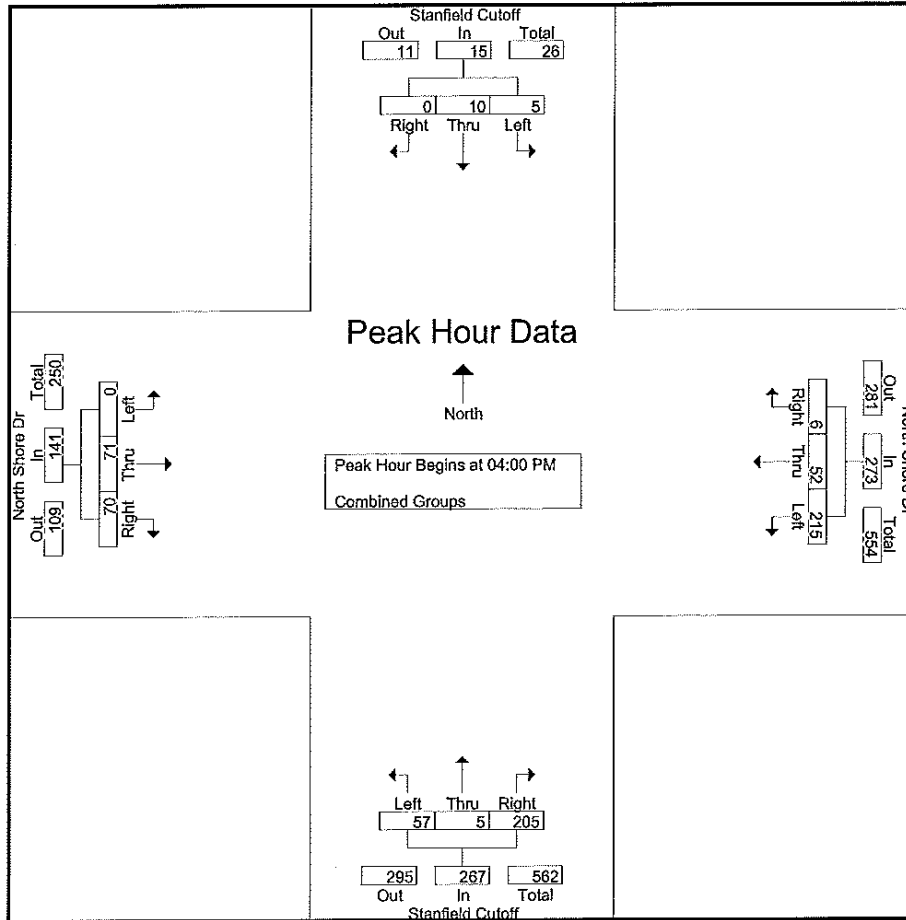 Stanfield Cutoff
Out In Total
11 15 26
0 10 5
Right Thru Left
Peak Hour Data
North
Peak Hour Begins at 04:00 PM
Combined Groups
North Shore Dr
Out In Total
109 141 250
Left Thru Right
0 71 70
Out In Total
281 273 554
Right Thru Left
6 52 215
Left Thru Right
57 5 205
295 267 562
Out In Total
Stanfield Cutoff